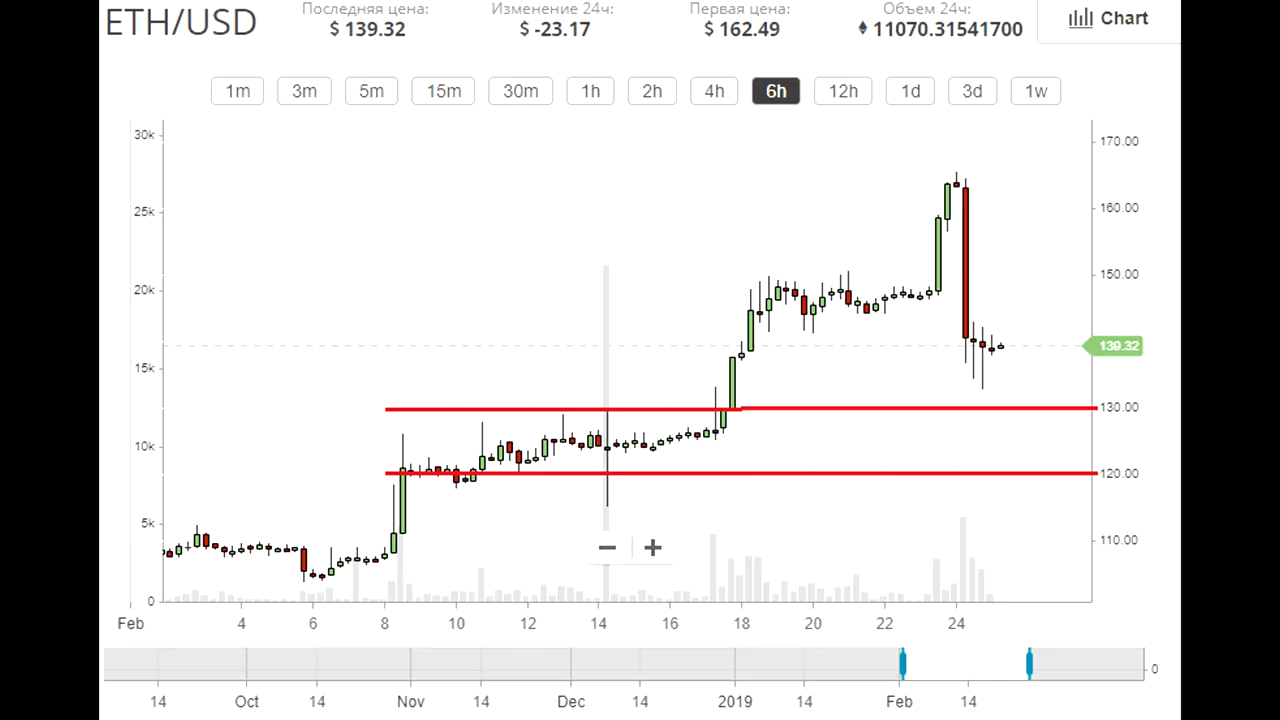 ETH/USD
Последняя цена:
$ 139.32
Изменение 24ч:
$ -23.17
Первая цена:
$ 162.49
Объем 24ч:
11070.31541700
Chart
1m 3m 5m 15m 30m 1h 2h 4h 6h 12h 1d 3d 1w
30k
25k
20k
15k
10k
5k
0
170.00
160.00
150.00
139.32
130.00
120.00
110.00
Feb 4 6 8 10 12 14 16 18 20 22 24
0
14 Oct 14 Nov 14 Dec 14 2019 14 Feb 14